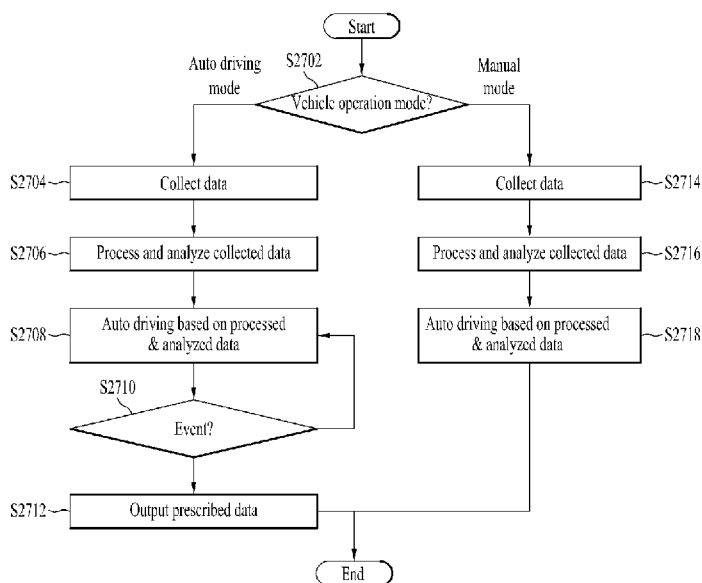 Start
S2702
Auto driving
mode
Manual
mode
Vehicle operation mode?
S2704
Collect data
Collect data
S2714
S2706
Process and analyze collected data
Process and analyze collected data
S2716
S2708
Auto driving based on processed
& analyzed data
Auto driving based on processed
& analyzed data
S2718
S2710
Event?
S2712
Output prescribed data
End